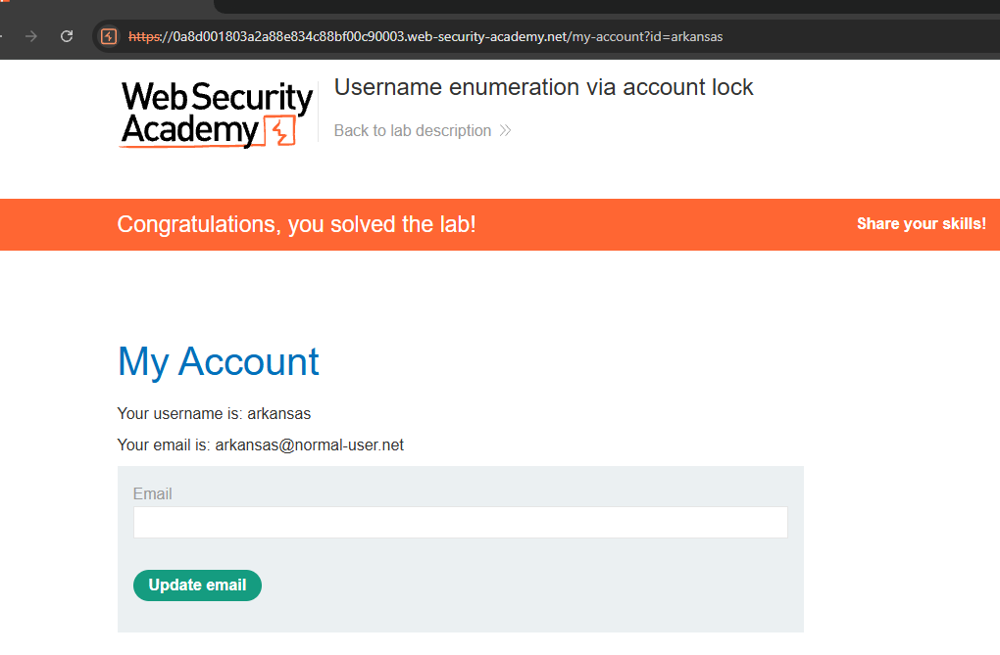 https://0a8d001803a2a88e834c88bf00c90003.web-security-academy.net/my-account?id=arkansas
Web Security
Academy
Username enumeration via account lock
Back to lab description
Congratulations, you solved the lab!
Share your skills!
My Account
Your username is: arkansas
Your email is: arkansas@normal-user.net
Email
Update email